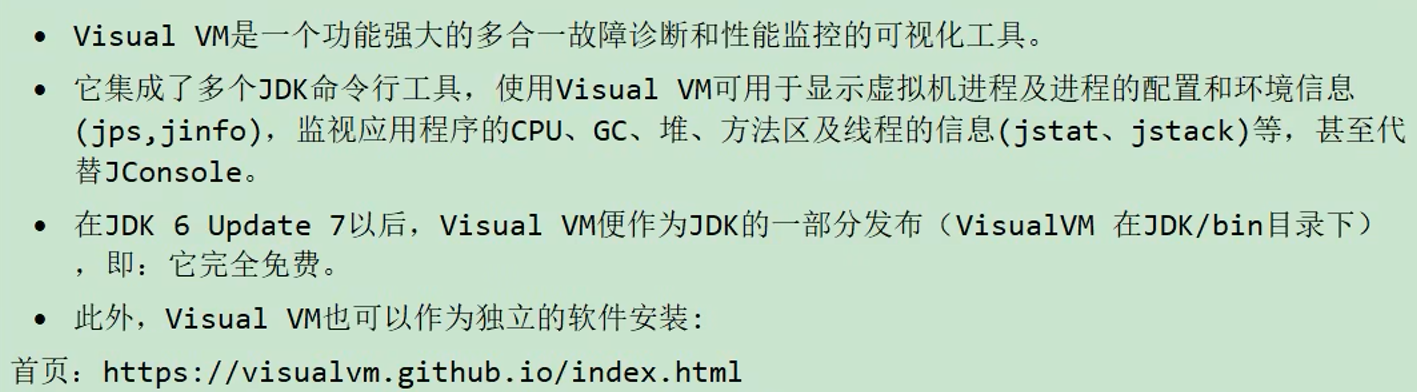 • Visual VM是一个功能强大的多合一故障诊断和性能监控的可视化工具。
• 它集成了多个JDK命令行工具，使用Visual VM可用于显示虚拟机进程及进程的配置和环境信息
(jps,jinfo)，监视应用程序的CPU、GC、堆、方法区及线程的信息(jstat、jstack)等，甚至代
替JConsole。
• 在JDK 6 Update 7以后，Visual VM便作为JDK的一部分发布（VisualVM 在JDK/bin目录下）
，即：它完全免费。
• 此外，Visual VM也可以作为独立的软件安装:
首页：https://visualvm.github.io/index.html